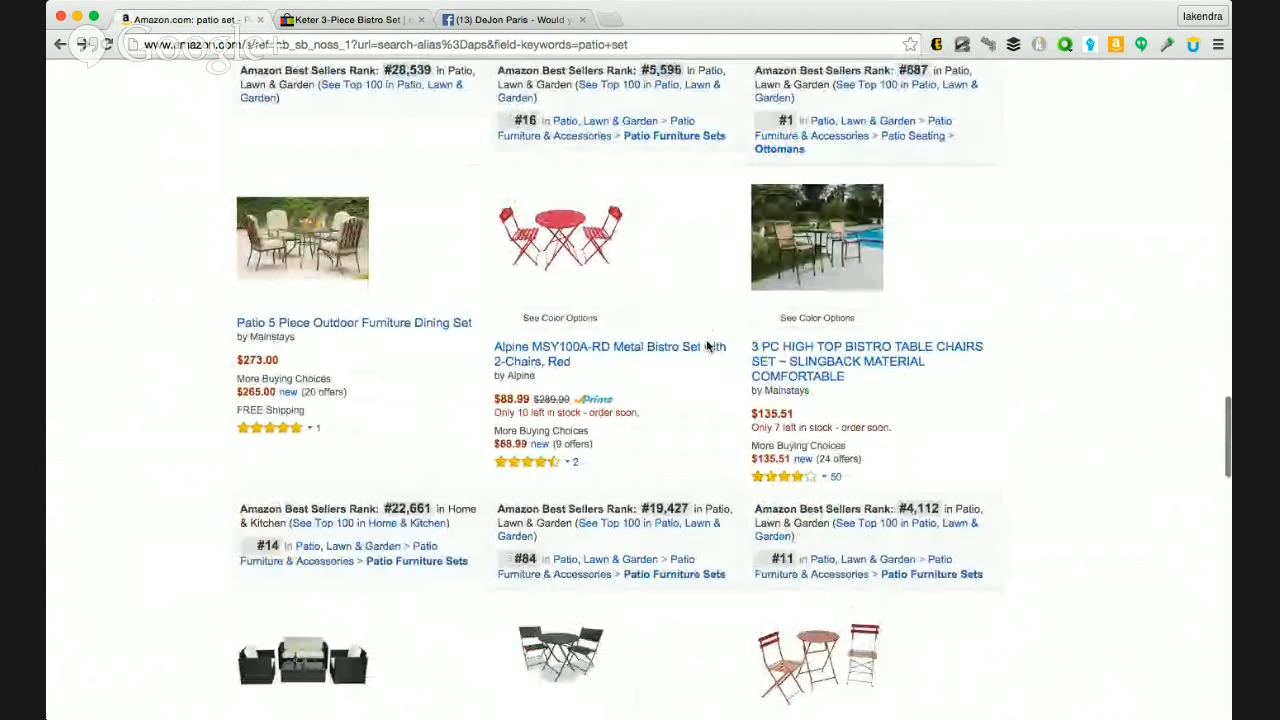 Amazon.com: patio set - P
Keter 3-Piece Bistro Set | e
(13) DeJon Paris - Would y
lakendra
Google+
www.amazon.com/s/ref=nb_sb_noss_1?url=search-alias%3Daps&field-keywords=patio+set
Amazon Best Sellers Rank: #28,539 in Patio,
Lawn & Garden (See Top 100 in Patio, Lawn &
Garden)
Amazon Best Sellers Rank: #5,596 in Patio,
Lawn & Garden (See Top 100 in Patio, Lawn &
Garden)
#16 in Patio, Lawn & Garden > Patio
Furniture & Accessories > Patio Furniture Sets
Amazon Best Sellers Rank: #687 in Patio,
Lawn & Garden (See Top 100 in Patio, Lawn &
Garden)
#1 in Patio, Lawn & Garden > Patio
Furniture & Accessories > Patio Seating >
Ottomans
Patio 5 Piece Outdoor Furniture Dining Set
by Mainstays
$273.00
More Buying Choices
$265.00 new (20 offers)
FREE Shipping
1
See Color Options
Alpine MSY100A-RD Metal Bistro Set with
2-Chairs, Red
by Alpine
$88.99 $289.99 Prime
Only 10 left in stock - order soon.
More Buying Choices
$88.99 new (9 offers)
2
See Color Options
3 PC HIGH TOP BISTRO TABLE CHAIRS
SET ~ SLINGBACK MATERIAL
COMFORTABLE
by Mainstays
$135.51
Only 7 left in stock - order soon.
More Buying Choices
$135.51 new (24 offers)
50
Amazon Best Sellers Rank: #22,661 in Home
& Kitchen (See Top 100 in Home & Kitchen)
#14 in Patio, Lawn & Garden > Patio
Furniture & Accessories > Patio Furniture Sets
Amazon Best Sellers Rank: #19,427 in Patio,
Lawn & Garden (See Top 100 in Patio, Lawn &
Garden)
#84 in Patio, Lawn & Garden > Patio
Furniture & Accessories > Patio Furniture Sets
Amazon Best Sellers Rank: #4,112 in Patio,
Lawn & Garden (See Top 100 in Patio, Lawn &
Garden)
#11 in Patio, Lawn & Garden > Patio
Furniture & Accessories > Patio Furniture Sets